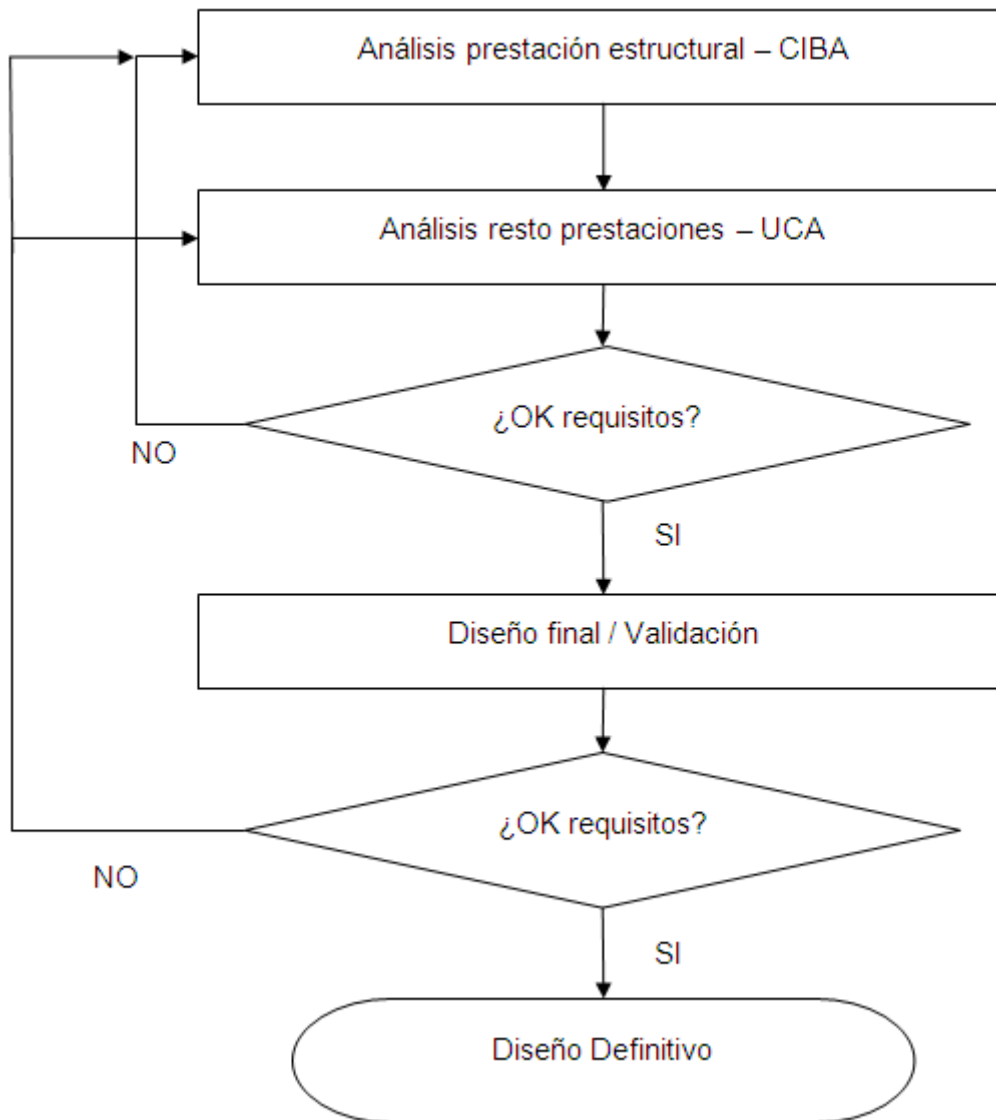 Análisis prestación estructural – CIBA
Análisis resto prestaciones – UCA
¿OK requisitos?
NO
SI
Diseño final / Validación
¿OK requisitos?
NO
SI
Diseño Definitivo